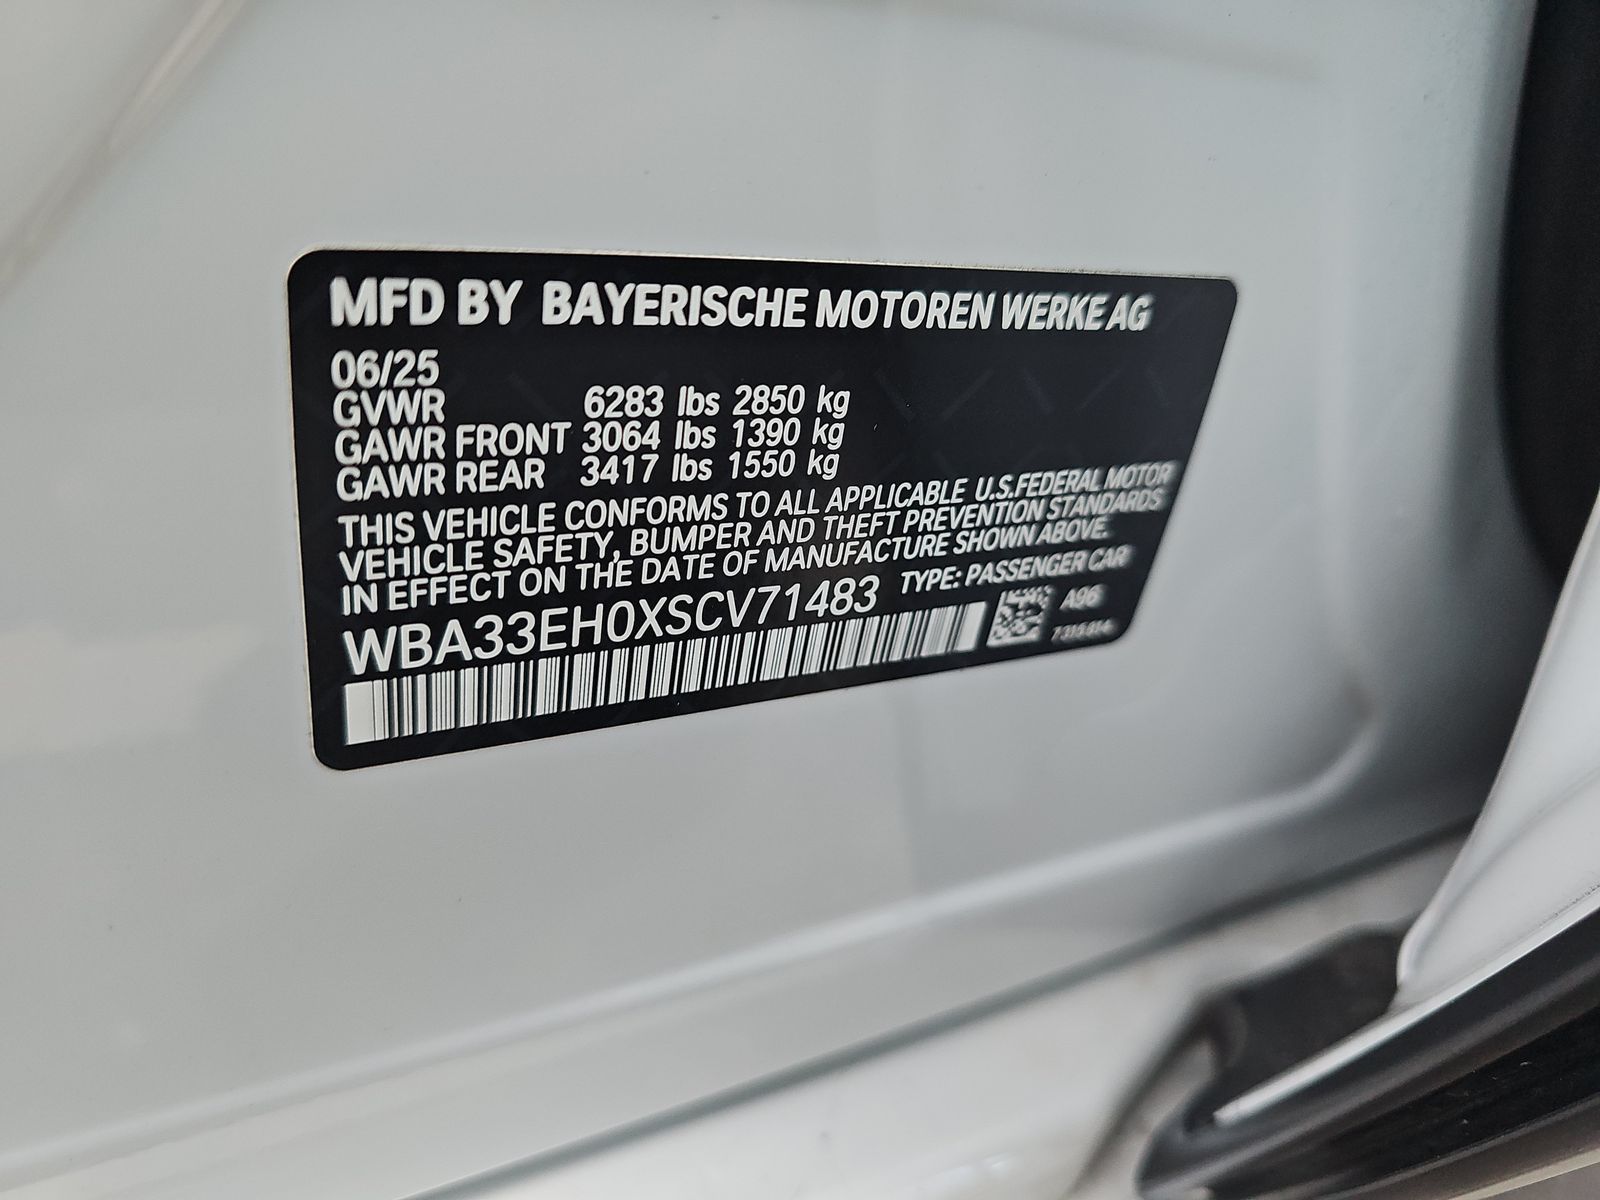 MFD BY BAYERISCHE MOTOREN WERKE AG
06/25
GVWR 6283 lbs 2850 kg
GAWR FRONT 3064 lbs 1390 kg
GAWR REAR 3417 lbs 1550 kg
THIS VEHICLE CONFORMS TO ALL APPLICABLE U.S.FEDERAL MOTOR
VEHICLE SAFETY, BUMPER AND THEFT PREVENTION STANDARDS
IN EFFECT ON THE DATE OF MANUFACTURE SHOWN ABOVE.
WBA33EH0XSCV71483 TYPE: PASSENGER CAR
A96